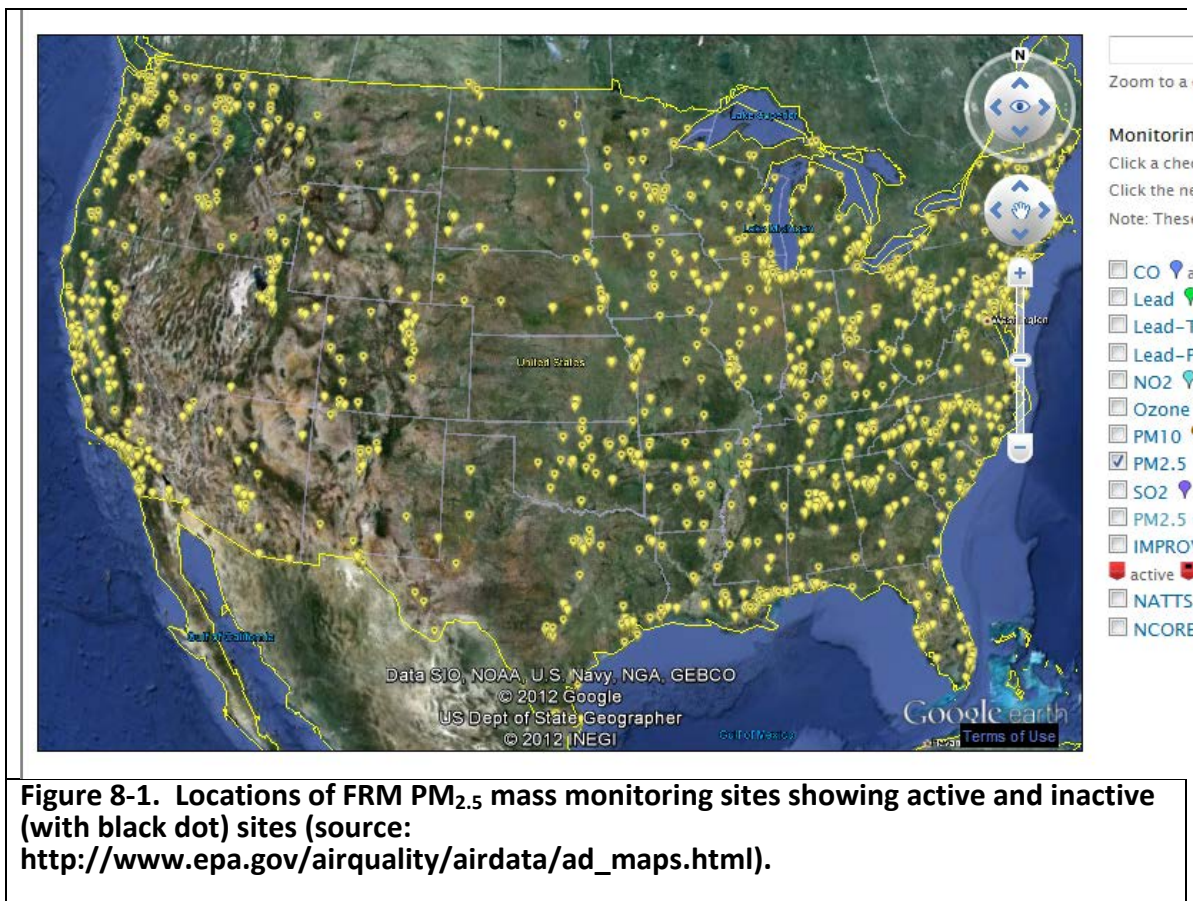 N
Lake Superior
Lake Michigan
Washington
United States
Gulf of California
Gulf of Mexico
Data SIO, NOAA, U.S. Navy, NGA, GEBCO
© 2012 Google
US Dept of State Geographer
© 2012 INEGI
Google earth
Terms of Use
Zoom to a
Monitorin
Click a che
Click the ne
Note: These
CO a
Lead
Lead-T
Lead-P
NO2
Ozone
PM10
PM2.5
SO2
PM2.5
IMPROV
active
NATTS
NCORE
Figure 8-1. Locations of FRM PM2.5 mass monitoring sites showing active and inactive
(with black dot) sites (source:
http://www.epa.gov/airquality/airdata/ad_maps.html).